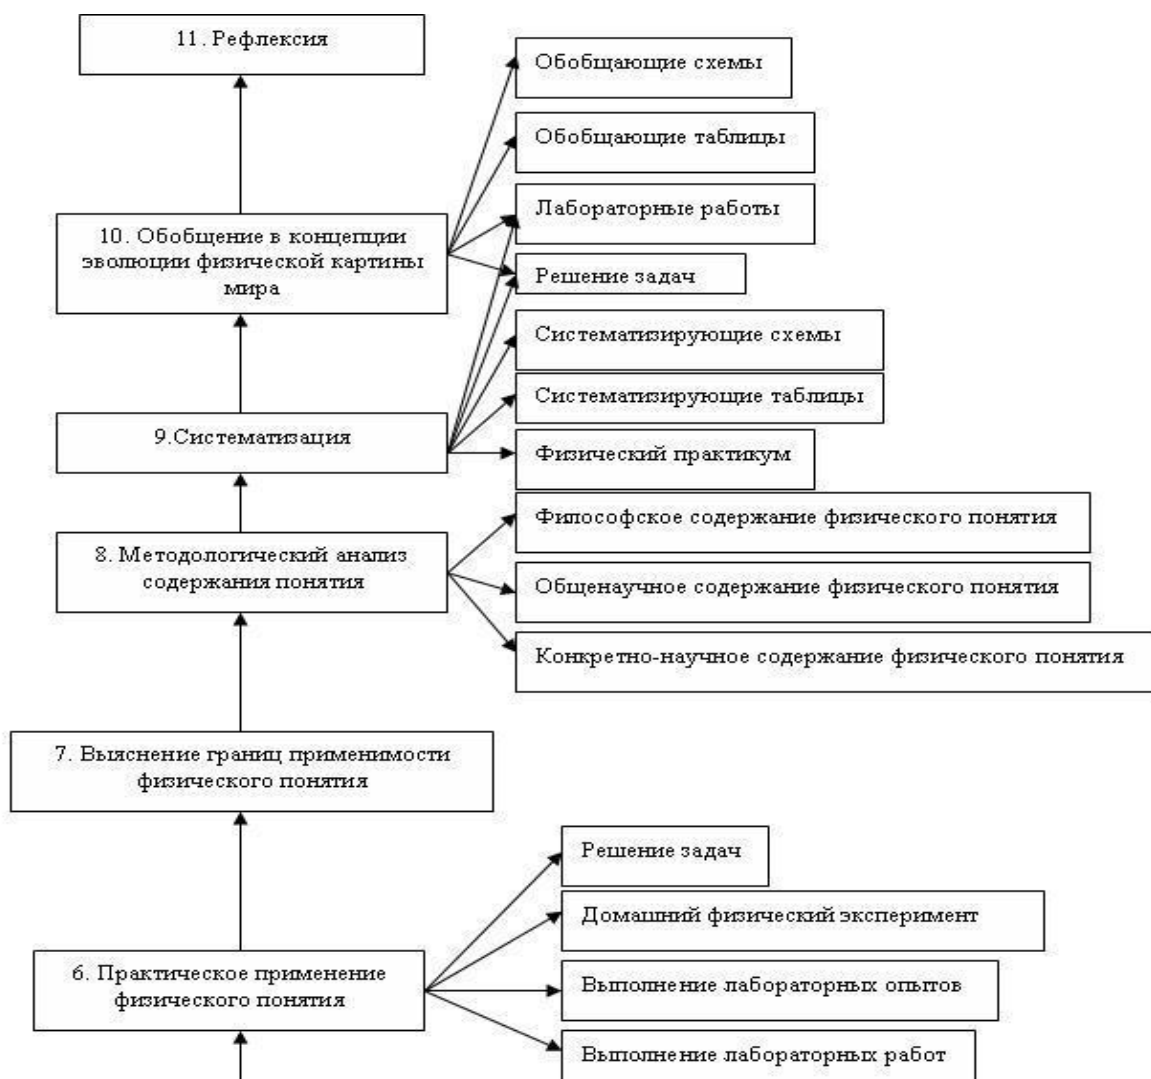 11. Рефлексия
Обобщающие схемы
Обобщающие таблицы
Лабораторные работы
10. Обобщение в концепции
эволюции физической картины
мира
Решение задач
Систематизирующие схемы
Систематизирующие таблицы
9.Систематизация
Физический практикум
Философское содержание физического понятия
8. Методологический анализ
содержания понятия
Общенаучное содержание физического понятия
Конкретно-научное содержание физического понятия
7. Выяснение границ применимости
физического понятия
Решение задач
Домашний физический эксперимент
6. Практическое применение
физического понятия
Выполнение лабораторных опытов
Выполнение лабораторных работ